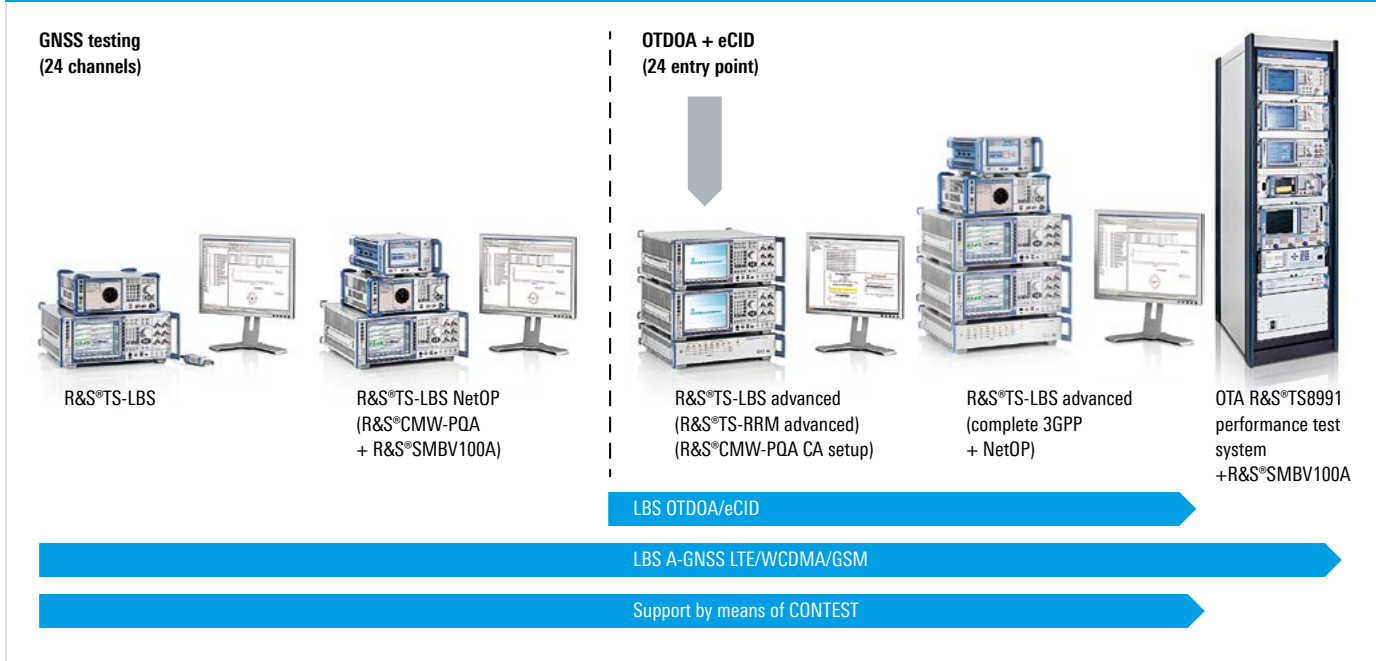 GNSS testing
(24 channels)
OTDOA + eCID
(24 entry point)
R&S®TS-LBS
R&S®TS-LBS NetOP
(R&S®CMW-PQA
+ R&S®SMBV100A)
R&S®TS-LBS advanced
(R&S®TS-RRM advanced)
(R&S®CMW-PQA CA setup)
R&S®TS-LBS advanced
(complete 3GPP
+ NetOP)
OTA R&S®TS8991
performance test
system
+R&S®SMBV100A
LBS OTDOA/eCID
LBS A-GNSS LTE/WCDMA/GSM
Support by means of CONTEST